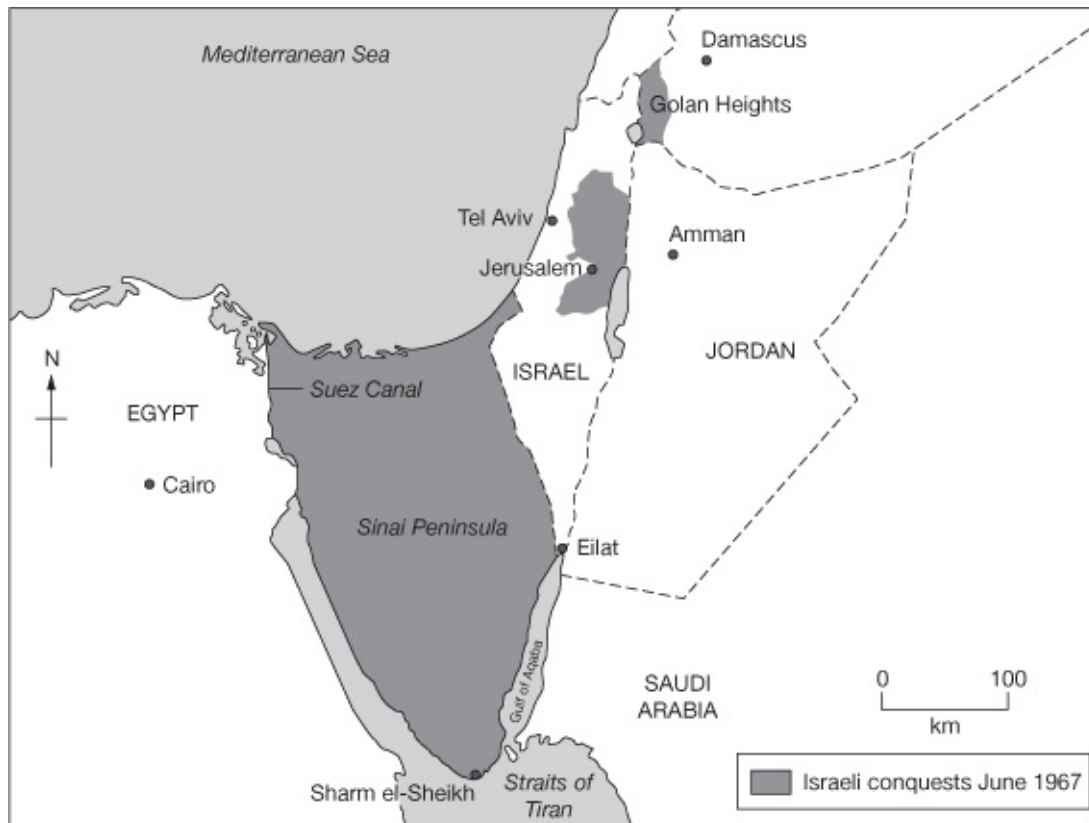 Mediterranean Sea
Damascus
Golan Heights
Tel Aviv
Amman
Jerusalem
N
Suez Canal
ISRAEL
JORDAN
EGYPT
Cairo
Sinai Peninsula
Eilat
Gulf of Aqaba
SAUDI
ARABIA
0 100
km
Sharm el-Sheikh
Straits of
Tiran
Israeli conquests June 1967